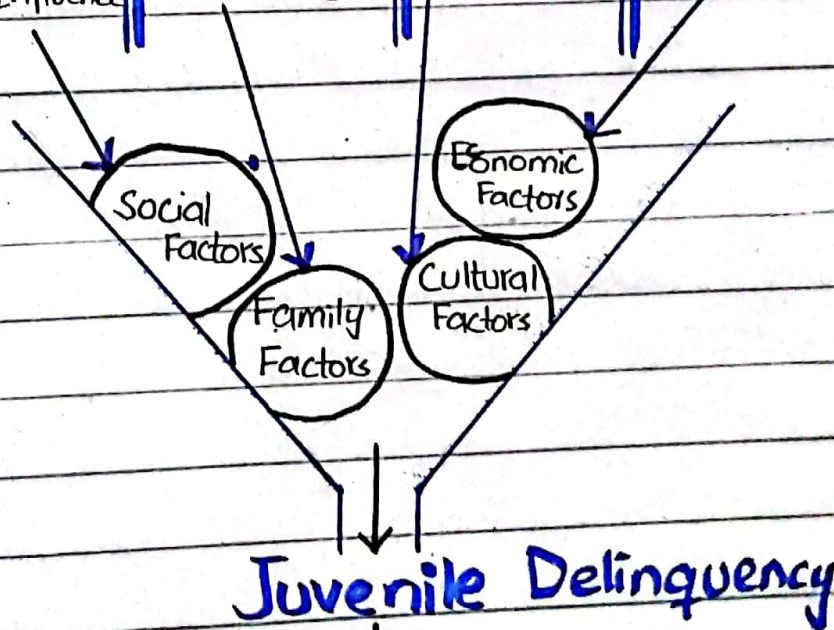 Economic
Factors
Social
Factors
Cultural
Factors
Family
Factors
Juvenile Delinquency